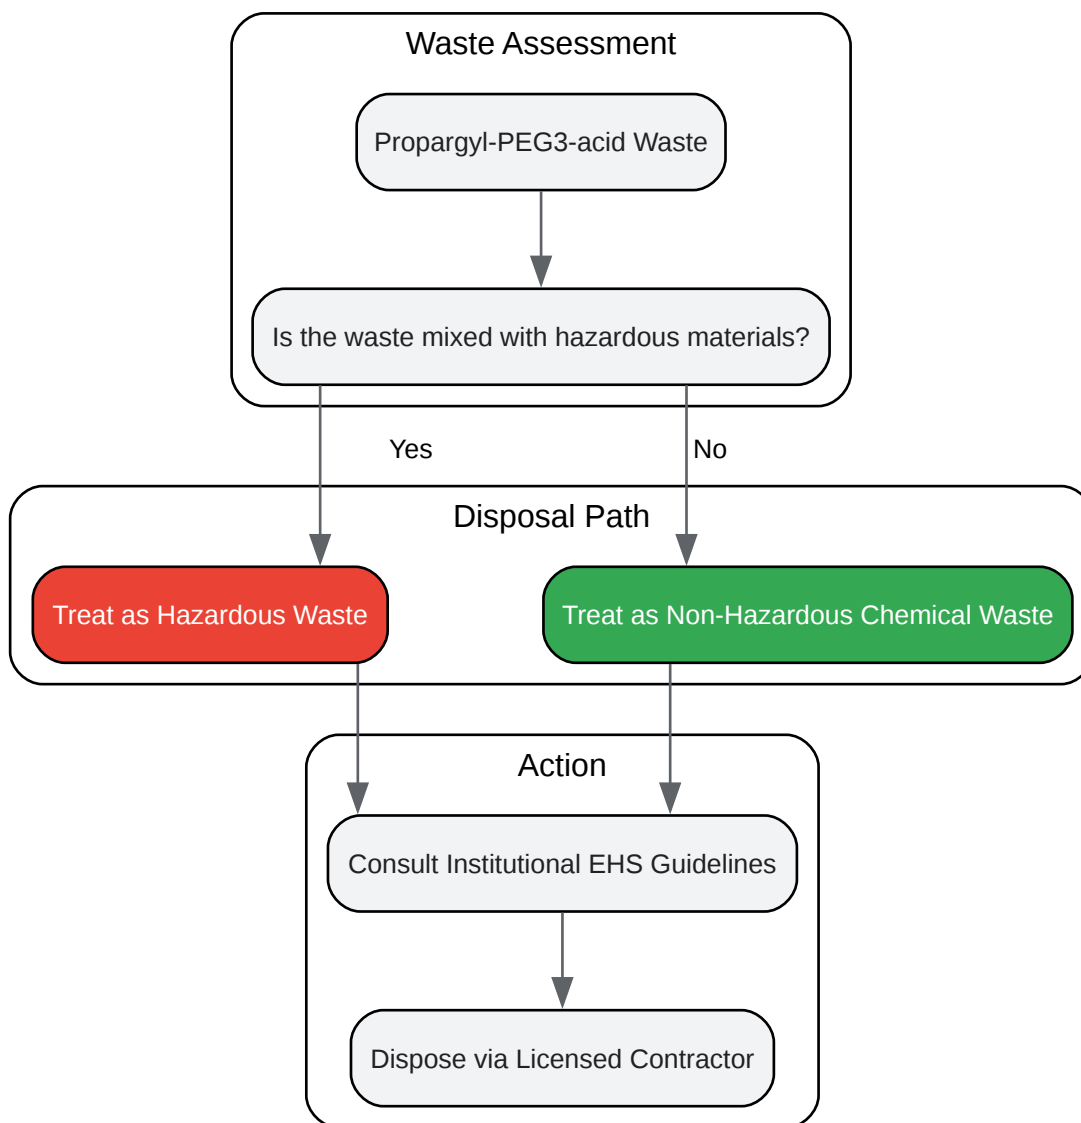 Waste Assessment
Propargyl-PEG3-acid Waste
Is the waste mixed with hazardous materials?
Yes
No
Disposal Path
Treat as Hazardous Waste
Treat as Non-Hazardous Chemical Waste
Action
Consult Institutional EHS Guidelines
Dispose via Licensed Contractor